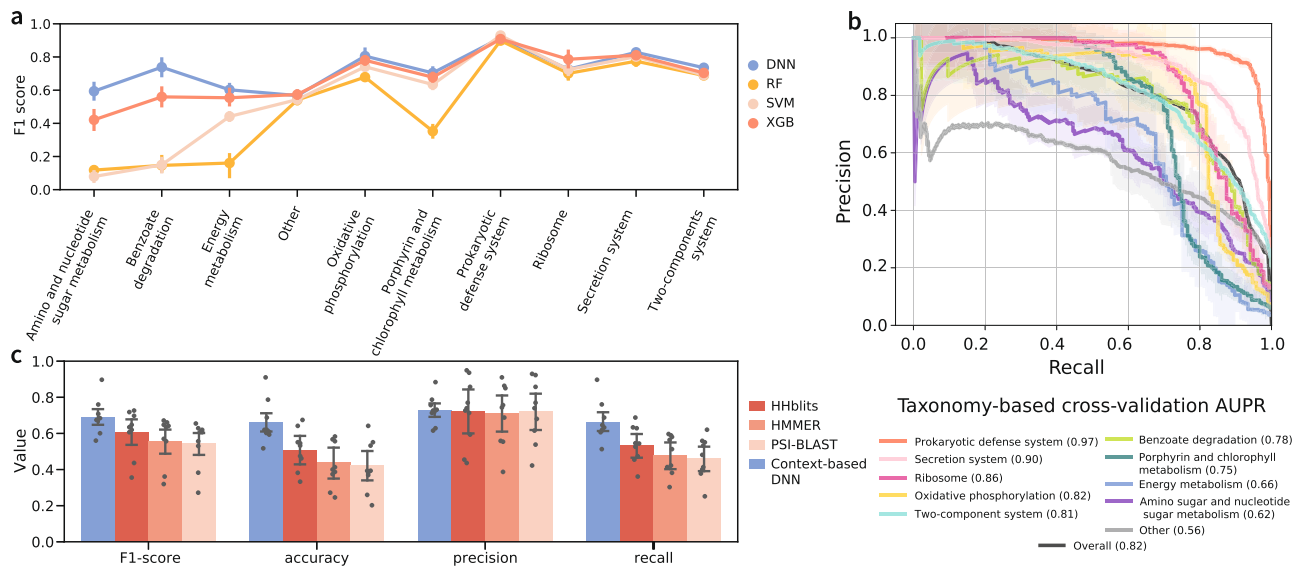 a
1.0
0.8
0.6
0.4
0.2
0.0
F1 score
Amino and nucleotide
sugar metabolism
Benzoate
degradation
Energy
metabolism
Other
Oxidative
phosphorylation
Porphyrin and
chlorophyll metabolism
Prokaryotic
defense system
Ribosome
Secretion system
Two-components
system
DNN
RF
SVM
XGB
b
1.0
0.8
0.6
0.4
0.2
0.0
Precision
0.0
0.2
0.4
0.6
0.8
1.0
Recall
Taxonomy-based cross-validation AUPR
Prokaryotic defense system (0.97)
Secretion system (0.90)
Ribosome (0.86)
Oxidative phosphorylation (0.82)
Two-component system (0.81)
Benzoate degradation (0.78)
Porphyrin and chlorophyll
metabolism (0.75)
Energy metabolism (0.66)
Amino sugar and nucleotide
sugar metabolism (0.62)
Other (0.56)
Overall (0.82)
c
1.0
0.8
0.6
0.4
0.2
0.0
Value
F1-score
accuracy
precision
recall
HHblits
HMMER
PSI-BLAST
Context-based
DNN